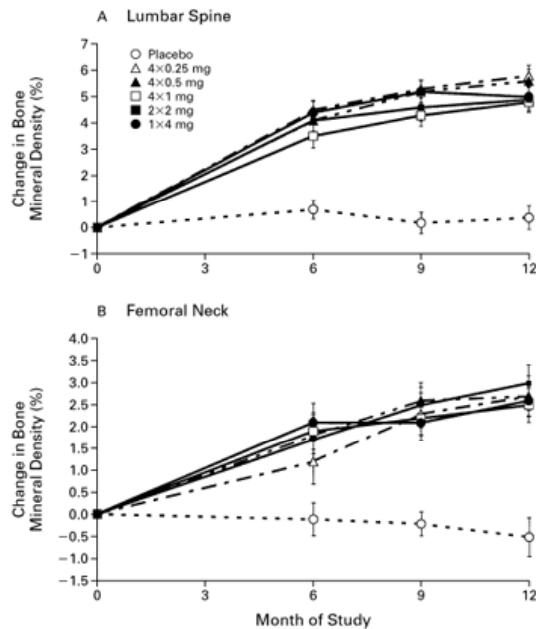 A Lumbar Spine
Change in Bone
Mineral Density (%)
7
6
5
4
3
2
1
0
−1
Placebo
4×0.25 mg
4×0.5 mg
4×1 mg
2×2 mg
1×4 mg
0 3 6 9 12
B Femoral Neck
Change in Bone
Mineral Density (%)
4.0
3.5
3.0
2.5
2.0
1.5
1.0
0.5
0.0
−0.5
−1.0
−1.5
0 3 6 9 12
Month of Study